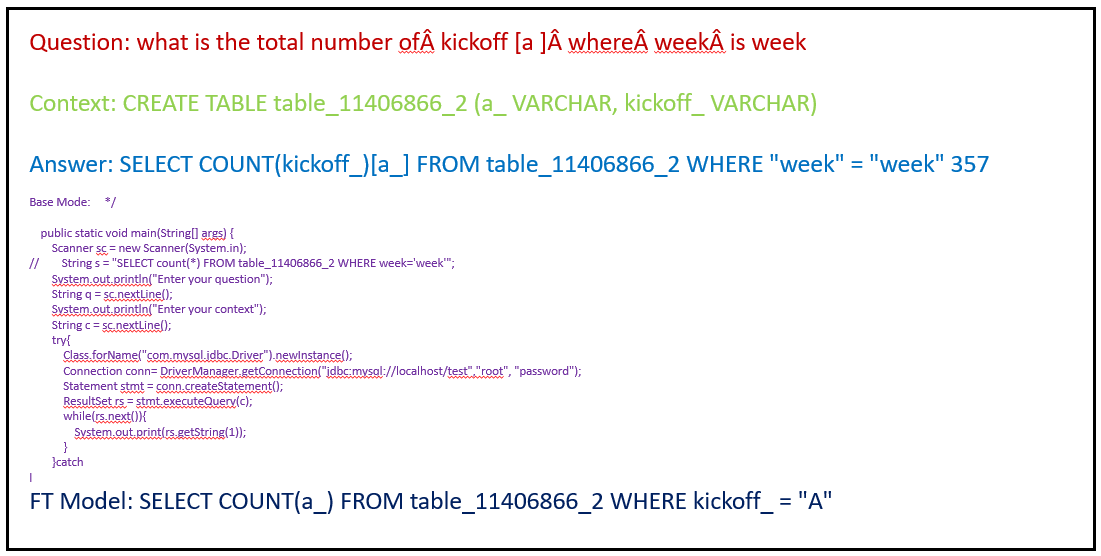 Question: what is the total number ofÂ kickoff [a ]Â whereÂ weekÂ is week
Context: CREATE TABLE table_11406866_2 (a_ VARCHAR, kickoff_ VARCHAR)
Answer: SELECT COUNT(kickoff_)[a_] FROM table_11406866_2 WHERE "week" = "week" 357
Base Mode: */
public static void main(String[] args) {
Scanner sc = new Scanner(System.in);
// String s = "SELECT count(*) FROM table_11406866_2 WHERE week='week'";
System.out.println("Enter your question");
String q = sc.nextLine();
System.out.println("Enter your context");
String c = sc.nextLine();
try{
Class.forName("com.mysql.jdbc.Driver").newInstance();
Connection conn= DriverManager.getConnection("jdbc:mysql://localhost/test","root", "password");
Statement stmt = conn.createStatement();
ResultSet rs = stmt.executeQuery(c);
while(rs.next()){
System.out.print(rs.getString(1));
}
}catch
|
FT Model: SELECT COUNT(a_) FROM table_11406866_2 WHERE kickoff_ = "A"